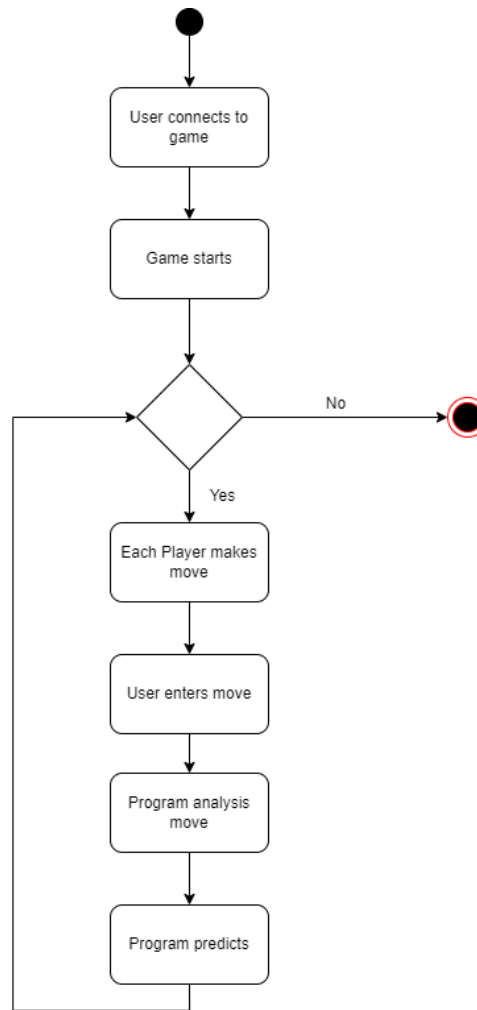 User connects to
game
Game starts
No
Yes
Each Player makes
move
User enters move
Program analysis
move
Program predicts